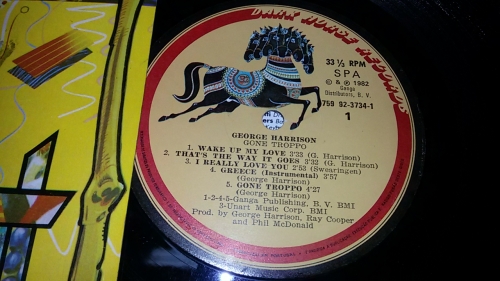 DARK HORSE RECORDS
33 ⅓ RPM
SPA
© & ℗ 1982
Ganga
Distributors, B. V.
759 92-3734-1
1
GEORGE HARRISON
GONE TROPPO
1. WAKE UP MY LOVE 3'33 (G. Harrison)
2. THAT'S THE WAY IT GOES 3'32 (G. Harrison)
3. I REALLY LOVE YOU 2'53 (Swearingen)
4. GREECE (Instrumental) 3'57
(George Harrison)
5. GONE TROPPO 4'27
(George Harrison)
1-2-4-5-Ganga Publishing, B. V. BMI
3-Unart Music Corp. BMI
Prod. by George Harrison, Ray Cooper
and Phil McDonald